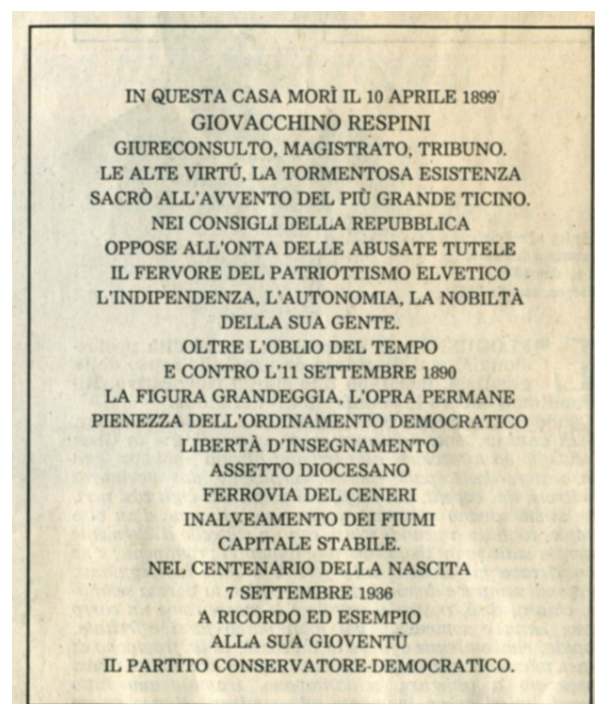 IN QUESTA CASA MORÌ IL 10 APRILE 1899
GIOVACCHINO RESPINI
GIURECONSULTO, MAGISTRATO, TRIBUNO.
LE ALTE VIRTÚ, LA TORMENTOSA ESISTENZA
SACRÒ ALL'AVVENTO DEL PIÙ GRANDE TICINO.
NEI CONSIGLI DELLA REPUBBLICA
OPPOSE ALL'ONTA DELLE ABUSATE TUTELE
IL FERVORE DEL PATRIOTTISMO ELVETICO
L'INDIPENDENZA, L'AUTONOMIA, LA NOBILTÀ
DELLA SUA GENTE.
OLTRE L'OBLIO DEL TEMPO
E CONTRO L'11 SETTEMBRE 1890
LA FIGURA GRANDEGGIA, L'OPRA PERMANE
PIENEZZA DELL'ORDINAMENTO DEMOCRATICO
LIBERTÀ D'INSEGNAMENTO
ASSETTO DIOCESANO
FERROVIA DEL CENERI
INALVEAMENTO DEI FIUMI
CAPITALE STABILE.
NEL CENTENARIO DELLA NASCITA
7 SETTEMBRE 1936
A RICORDO ED ESEMPIO
ALLA SUA GIOVENTÙ
IL PARTITO CONSERVATORE-DEMOCRATICO.